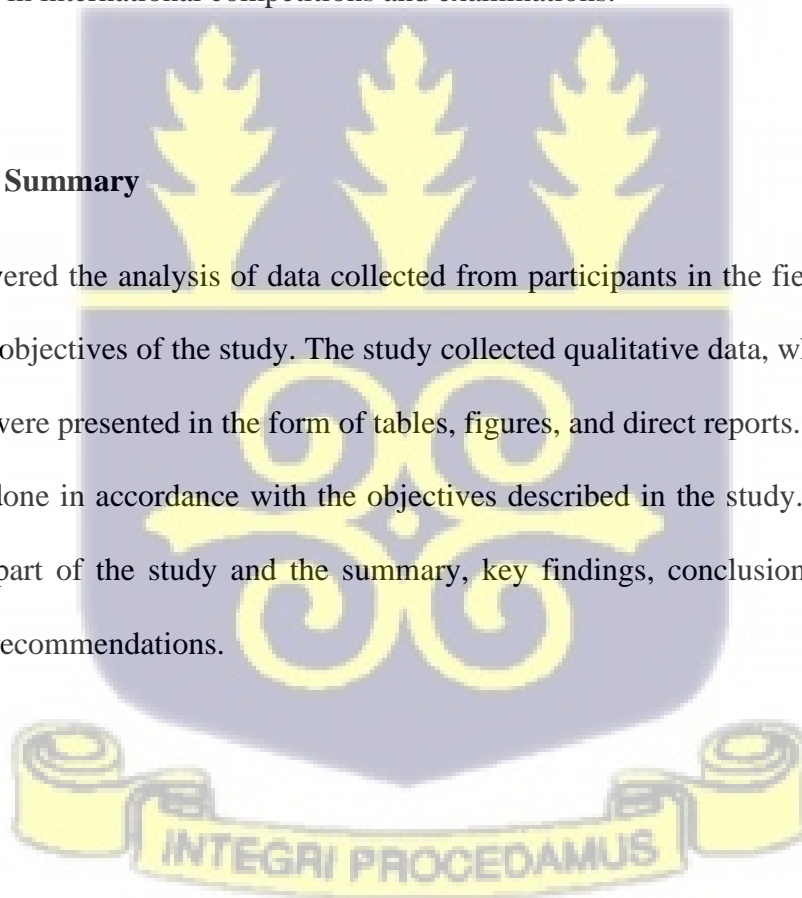 in international competitions and examinations.
Summary
vered the analysis of data collected from participants in the fie
objectives of the study. The study collected qualitative data, wh
were presented in the form of tables, figures, and direct reports.
lone in accordance with the objectives described in the study.
part of the study and the summary, key findings, conclusion
recommendations.
INTEGRI PROCEDAMUS